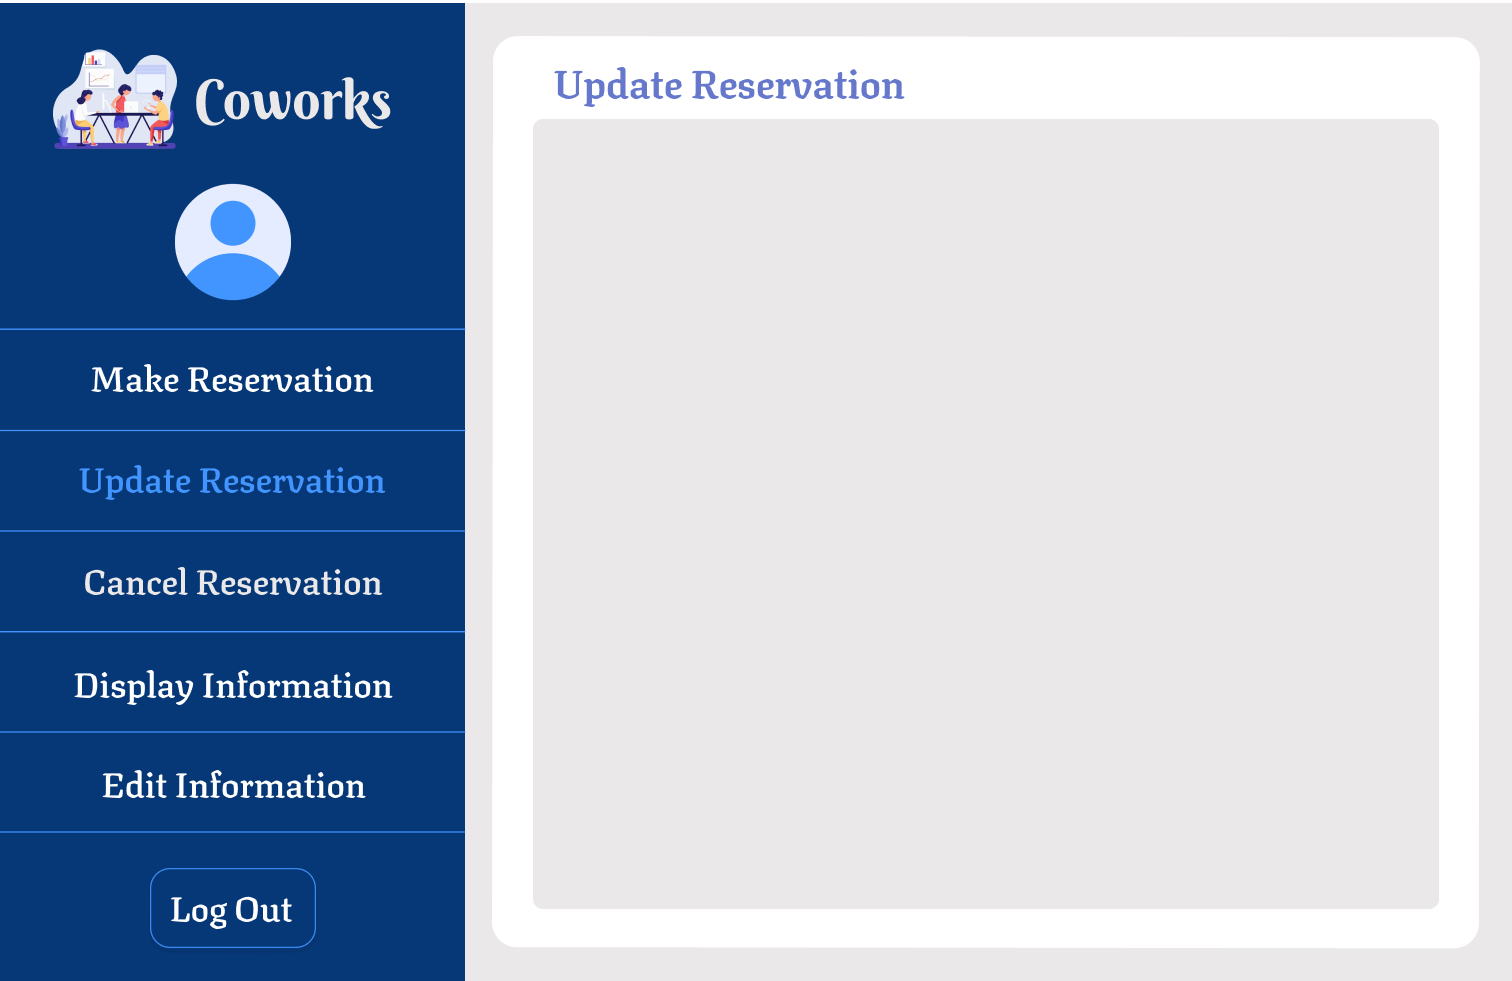 Coworks
Make Reservation
Update Reservation
Cancel Reservation
Display Information
Edit Information
Log Out
Update Reservation